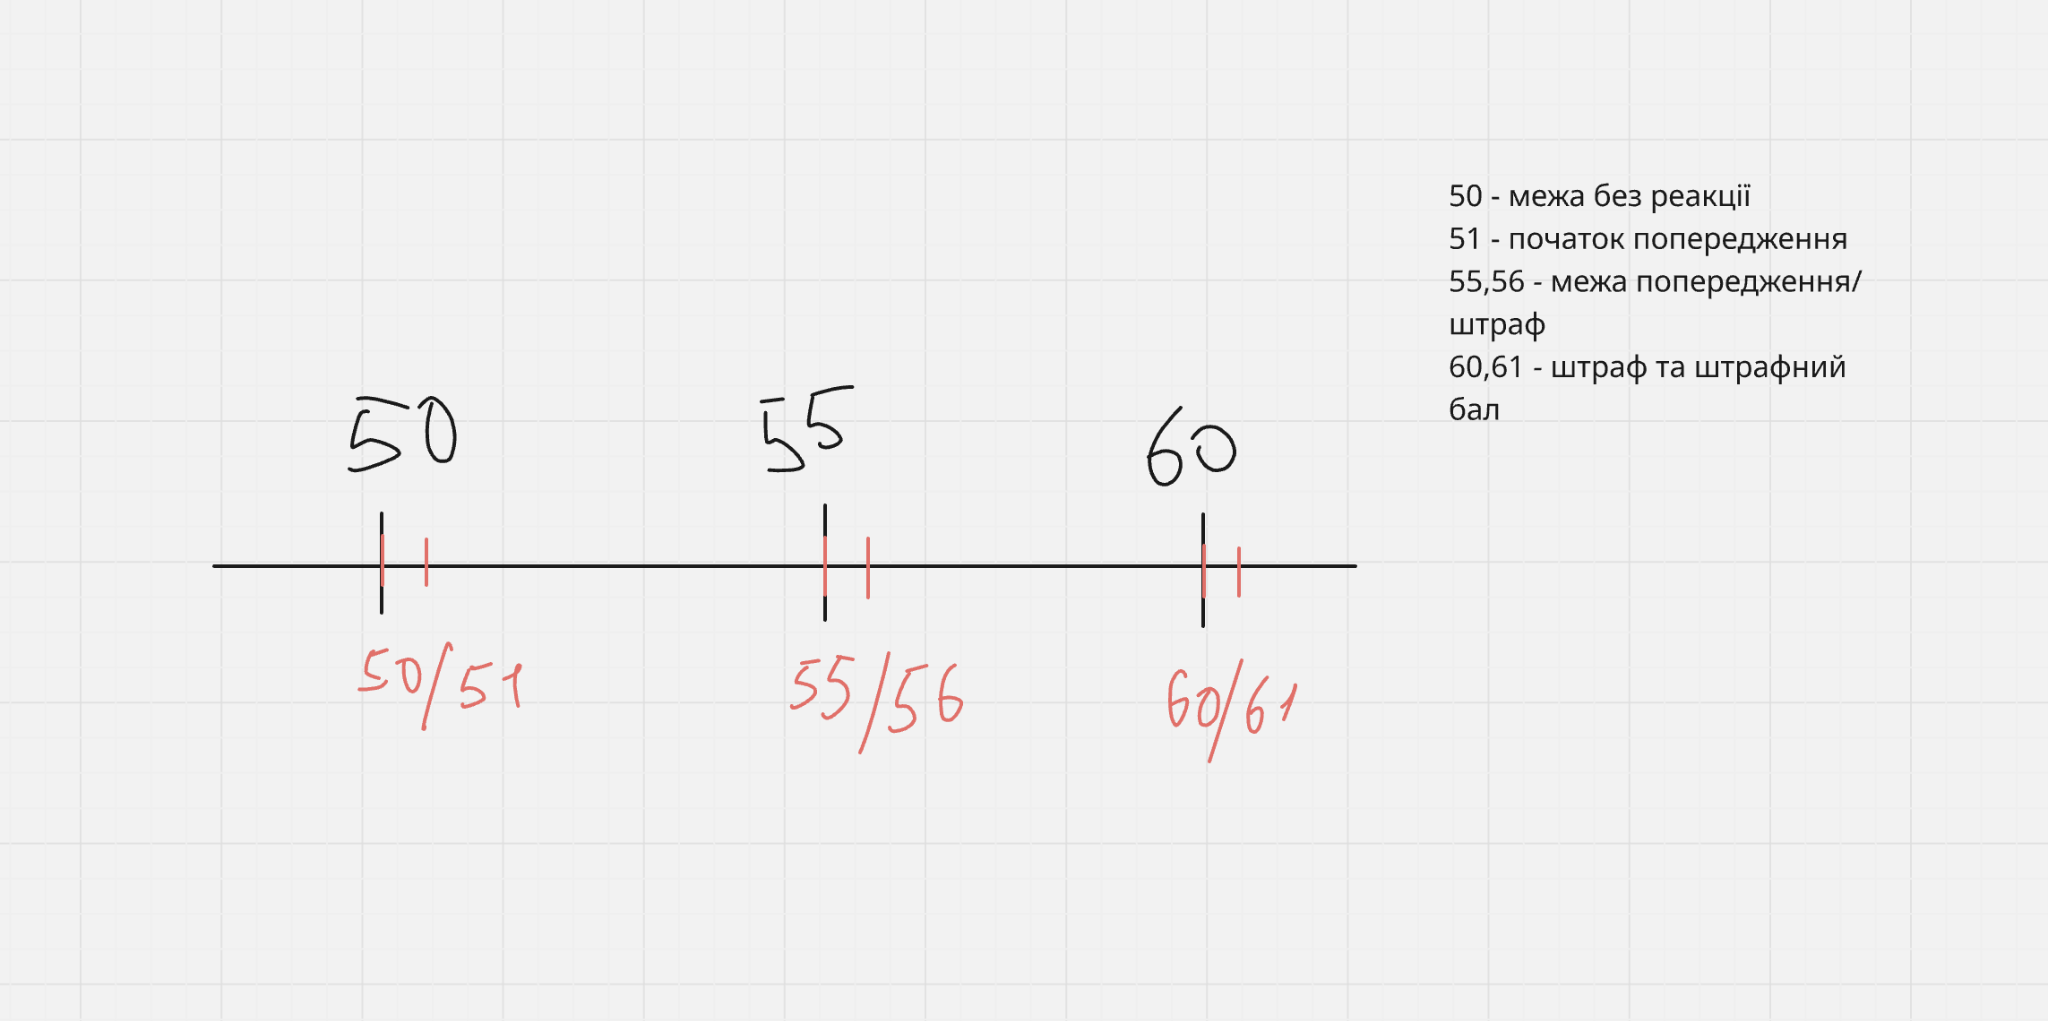 50 - межа без реакції
51 - початок попередження
55,56 - межа попередження/
штраф
60,61 - штраф та штрафний
бал
50
55
60
50/51
55/56
60/61